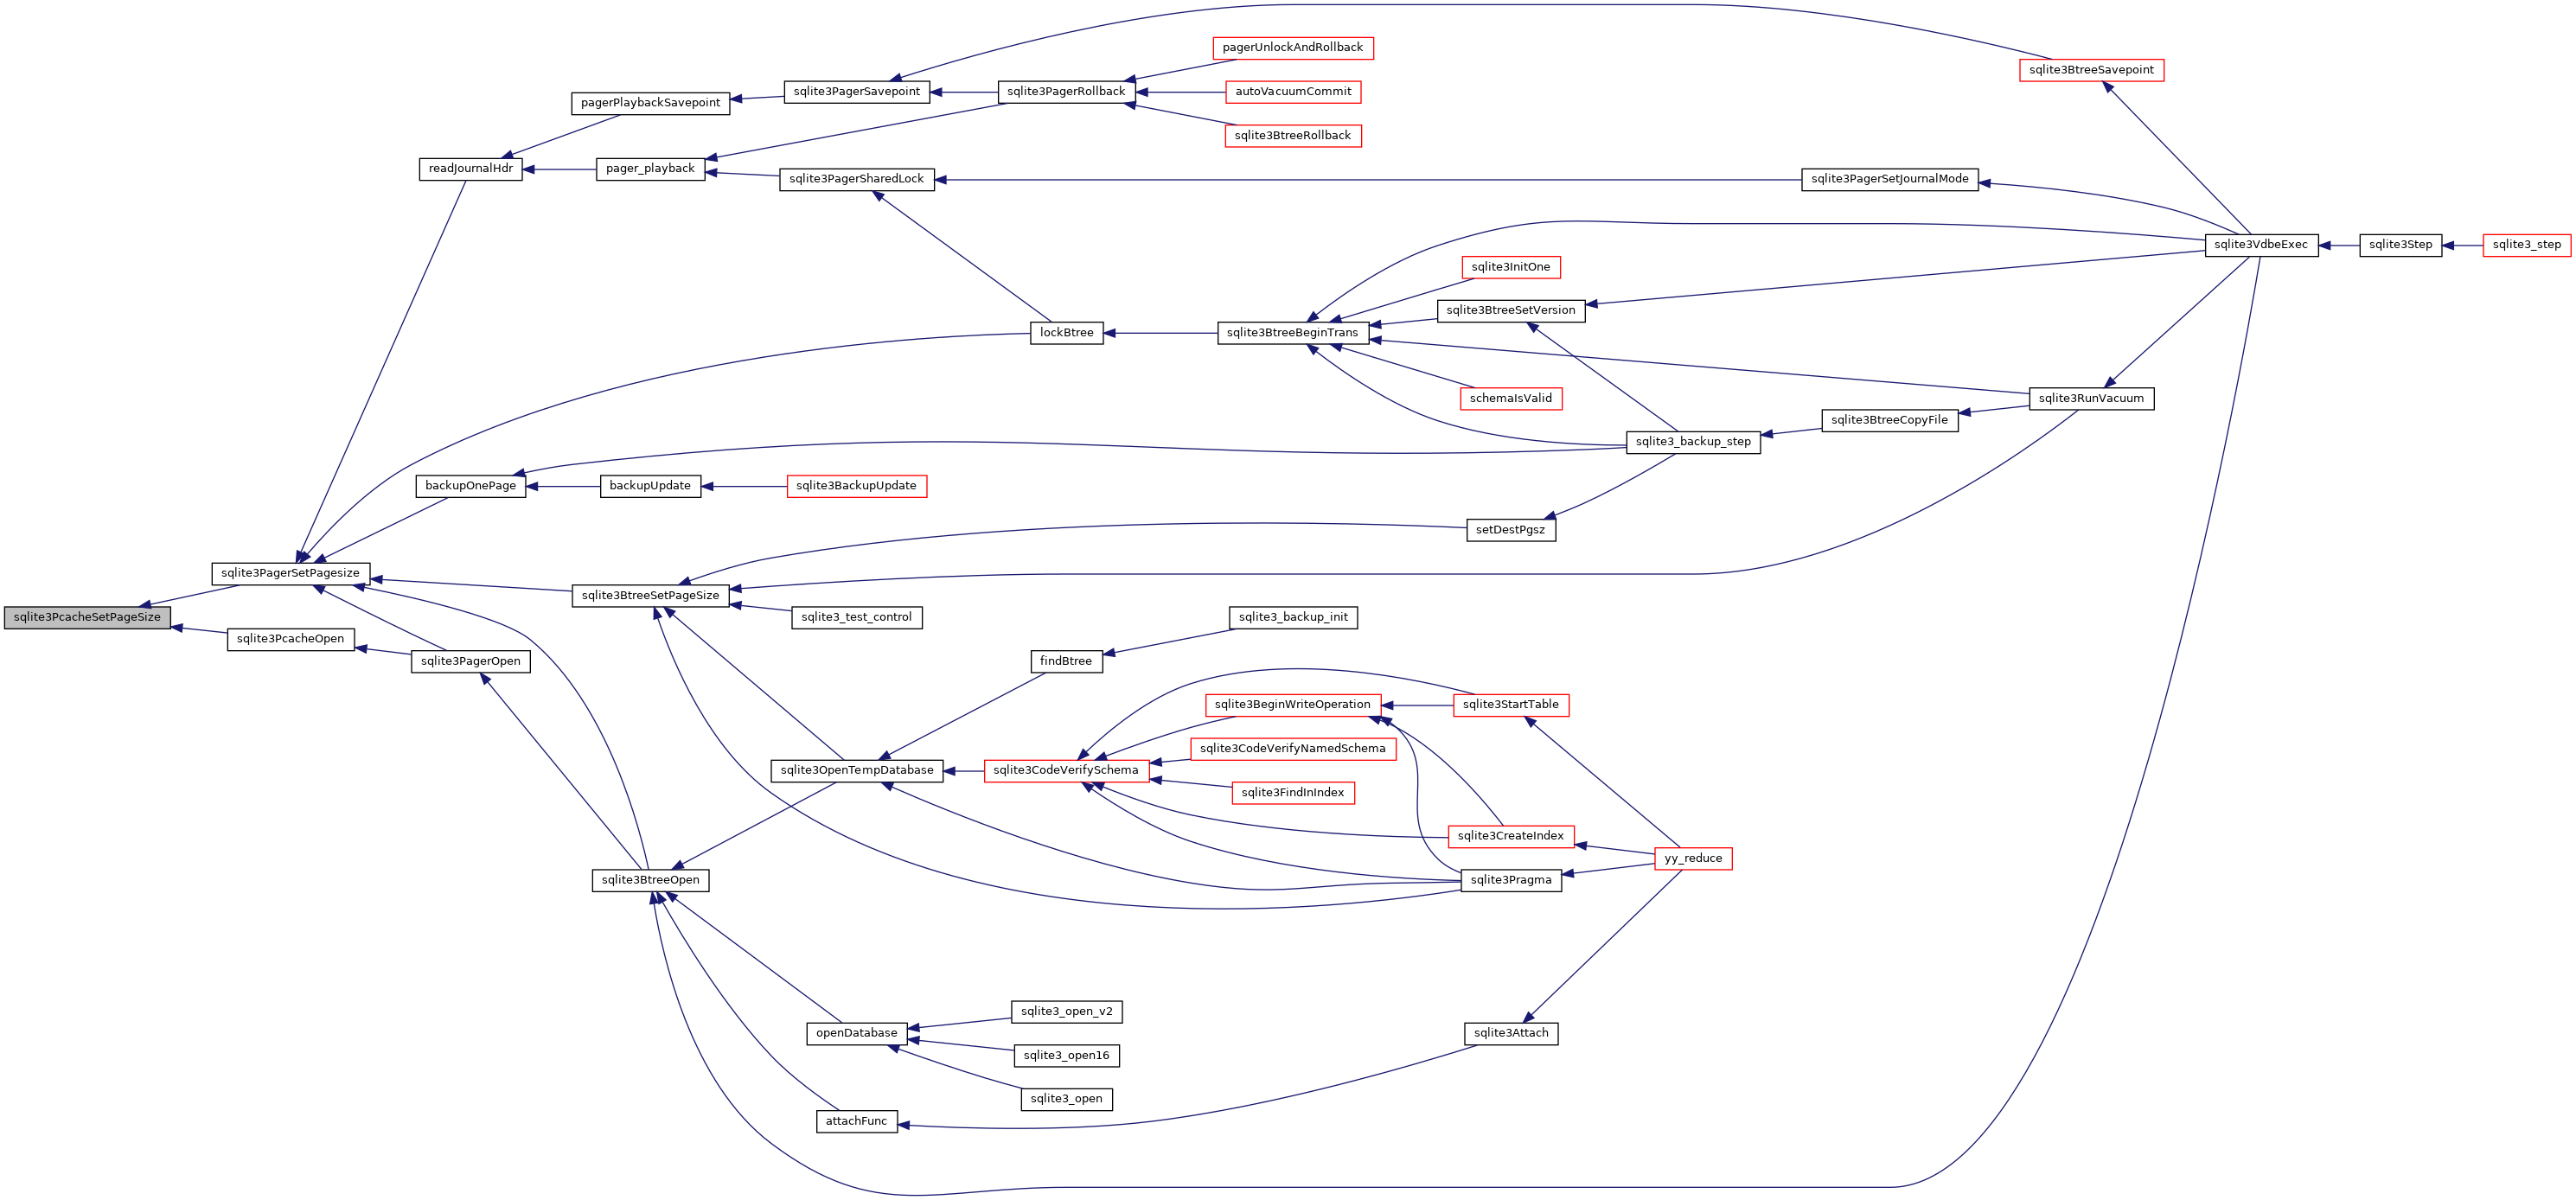 pagerUnlockAndRollback
sqlite3BtreeSavepoint
sqlite3PagerSavepoint
sqlite3PagerRollback
autoVacuumCommit
pagerPlaybackSavepoint
sqlite3BtreeRollback
readJournalHdr
pager_playback
sqlite3PagerSharedLock
sqlite3PagerSetJournalMode
sqlite3VdbeExec
sqlite3Step
sqlite3_step
sqlite3InitOne
sqlite3BtreeSetVersion
lockBtree
sqlite3BtreeBeginTrans
schemaIsValid
sqlite3RunVacuum
sqlite3BtreeCopyFile
sqlite3_backup_step
backupOnePage
backupUpdate
sqlite3BackupUpdate
setDestPgsz
sqlite3PagerSetPagesize
sqlite3BtreeSetPageSize
sqlite3PcacheSetPageSize
sqlite3_test_control
sqlite3_backup_init
sqlite3PcacheOpen
sqlite3PagerOpen
findBtree
sqlite3BeginWriteOperation
sqlite3StartTable
sqlite3CodeVerifyNamedSchema
sqlite3OpenTempDatabase
sqlite3CodeVerifySchema
sqlite3FindInIndex
sqlite3CreateIndex
yy_reduce
sqlite3BtreeOpen
sqlite3Pragma
sqlite3_open_v2
openDatabase
sqlite3Attach
sqlite3_open16
sqlite3_open
attachFunc